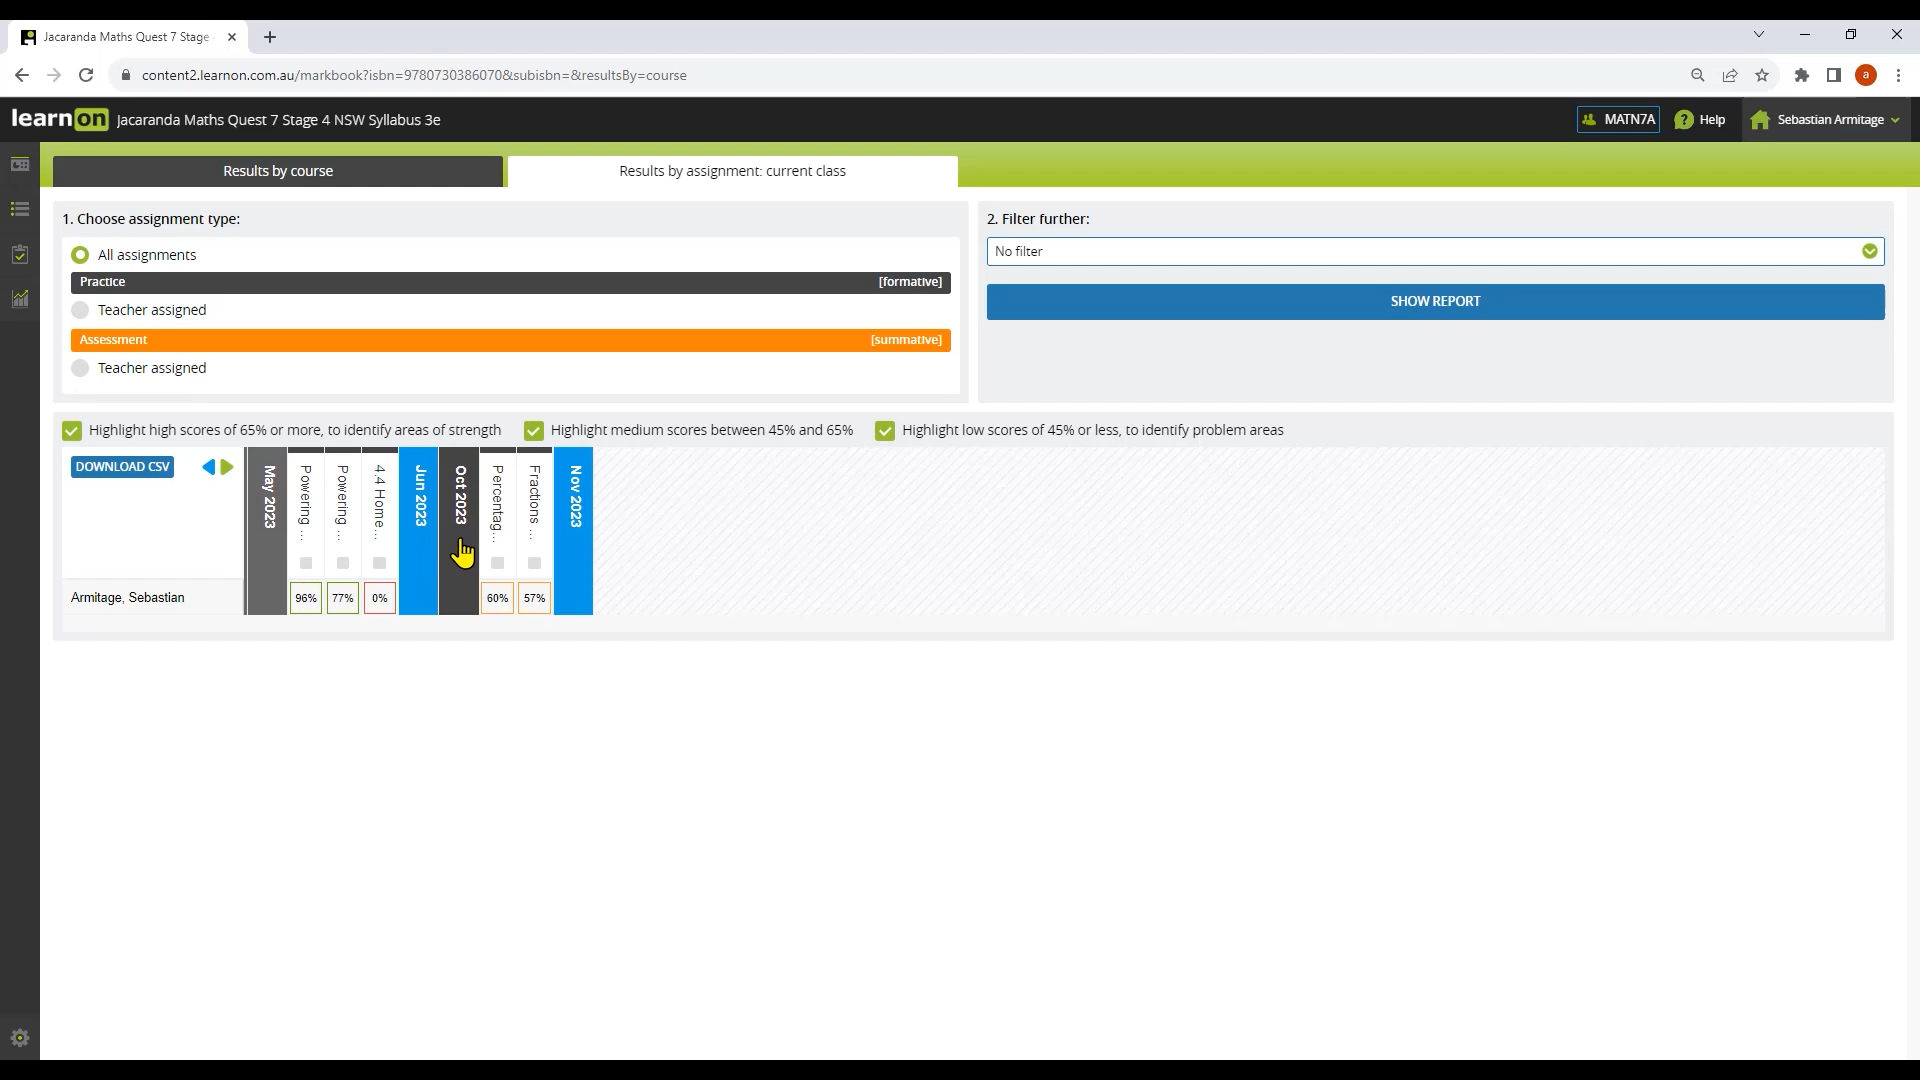 Jacaranda Maths Quest 7 Stage
content2.learnon.com.au/markbook?isbn=9780730386070&subisbn=&resultsBy=course
a
learnon Jacaranda Maths Quest 7 Stage 4 NSW Syllabus 3e
MATN7A
? Help
Sebastian Armitage
Results by course
Results by assignment: current class
1. Choose assignment type:
All assignments
Practice [formative]
Teacher assigned
Assessment [summative]
Teacher assigned
2. Filter further:
No filter
SHOW REPORT
Highlight high scores of 65% or more, to identify areas of strength
Highlight medium scores between 45% and 65%
Highlight low scores of 45% or less, to identify problem areas
DOWNLOAD CSV
May 2023
Powering ...
Powering ...
4.4 Home...
Jun 2023
Oct 2023
Percentag...
Fractions ...
Nov 2023
Armitage, Sebastian
96% 77% 0% 60% 57%